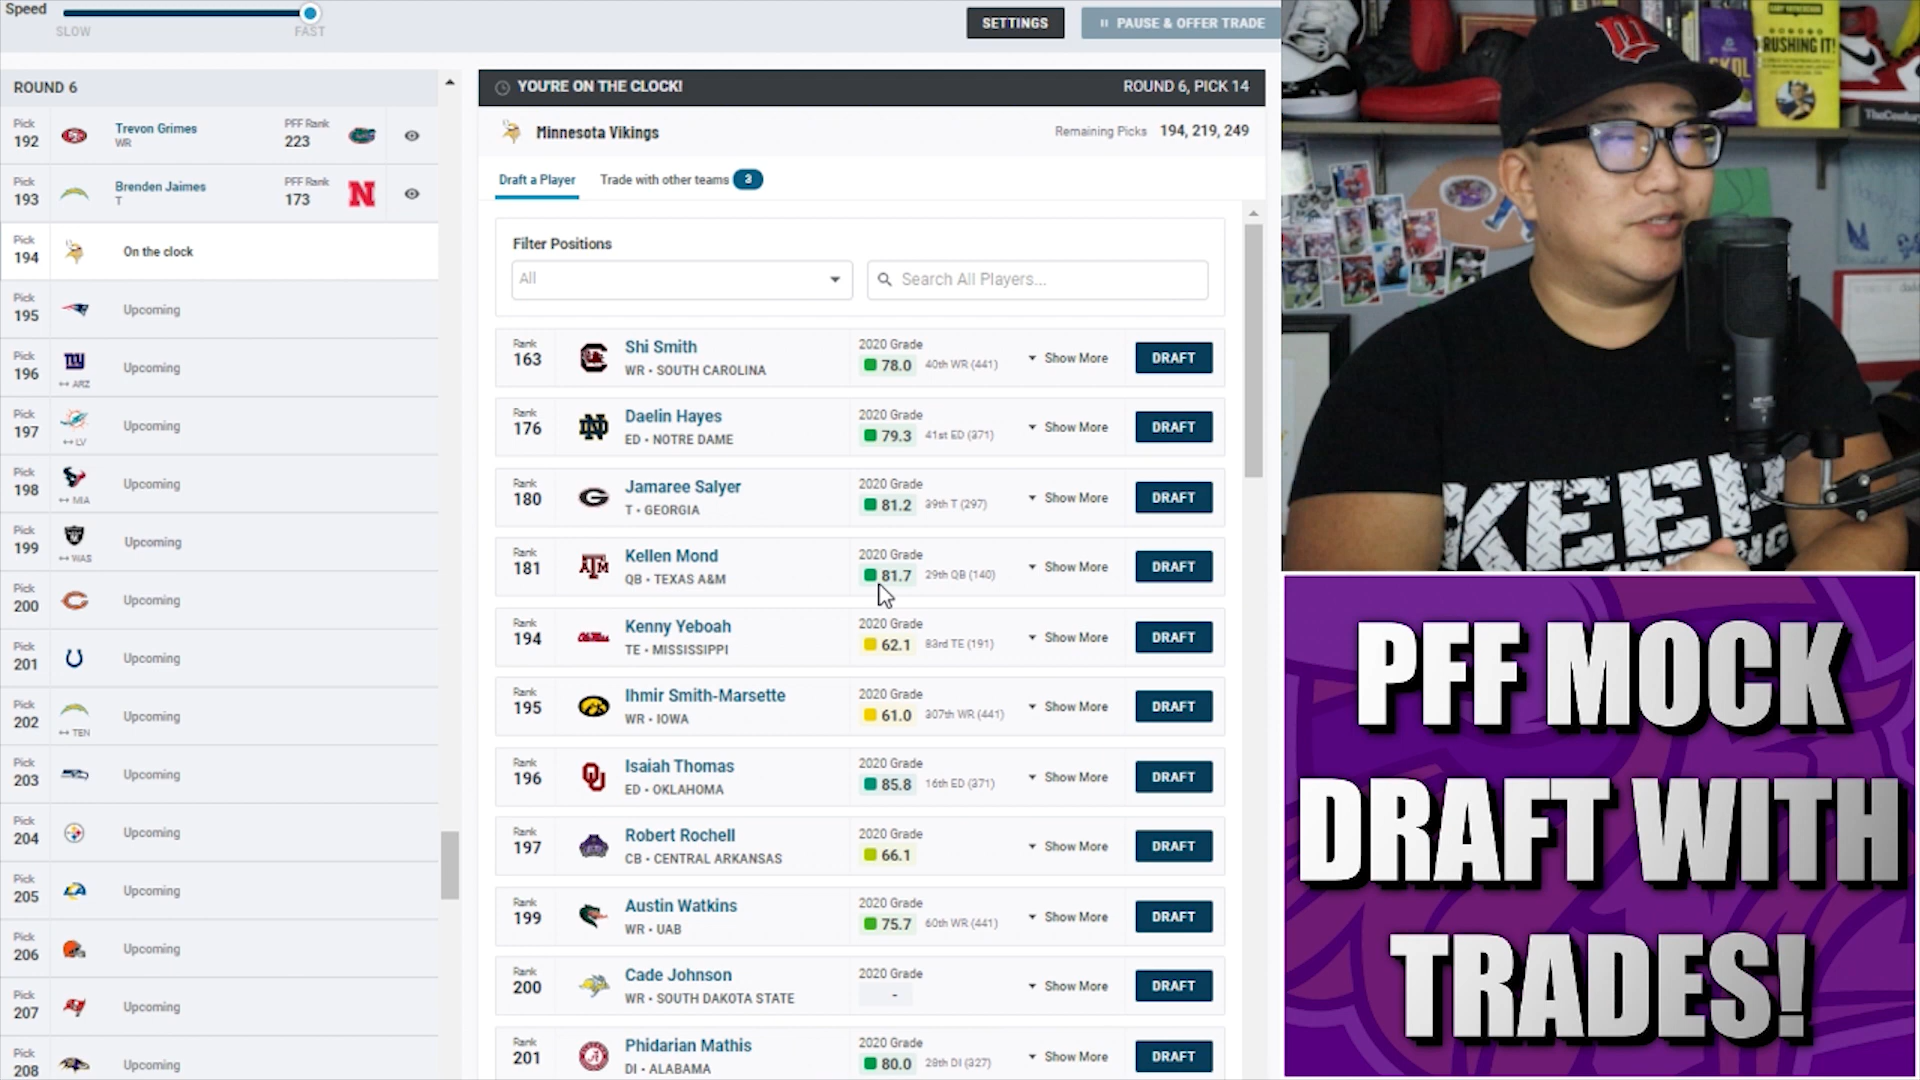 Speed
SLOW
FAST
SETTINGS
PAUSE & OFFER TRADE
ROUND 6
Pick
192
Trevon Grimes
WR
PFF Rank
223
Pick
193
Brenden Jaimes
T
PFF Rank
173
Pick
194
On the clock
Pick
195
Upcoming
Pick
196
↔ ARZ
Upcoming
Pick
197
↔ LV
Upcoming
Pick
198
↔ MIA
Upcoming
Pick
199
↔ WAS
Upcoming
Pick
200
Upcoming
Pick
201
Upcoming
Pick
202
↔ TEN
Upcoming
Pick
203
Upcoming
Pick
204
Upcoming
Pick
205
Upcoming
Pick
206
Upcoming
Pick
207
Upcoming
Pick
208
Upcoming
YOU'RE ON THE CLOCK!
ROUND 6, PICK 14
Minnesota Vikings
Remaining Picks 194, 219, 249
Draft a Player
Trade with other teams 3
Filter Positions
All
Search All Players...
Rank
163
Shi Smith
WR • SOUTH CAROLINA
2020 Grade
78.0 40th WR (441)
Show More
DRAFT
Rank
176
Daelin Hayes
ED • NOTRE DAME
2020 Grade
79.3 41st ED (371)
Show More
DRAFT
Rank
180
Jamaree Salyer
T • GEORGIA
2020 Grade
81.2 39th T (297)
Show More
DRAFT
Rank
181
Kellen Mond
QB • TEXAS A&M
2020 Grade
81.7 29th QB (140)
Show More
DRAFT
Rank
194
Kenny Yeboah
TE • MISSISSIPPI
2020 Grade
62.1 83rd TE (191)
Show More
DRAFT
Rank
195
Ihmir Smith-Marsette
WR • IOWA
2020 Grade
61.0 307th WR (441)
Show More
DRAFT
Rank
196
Isaiah Thomas
ED • OKLAHOMA
2020 Grade
85.8 16th ED (371)
Show More
DRAFT
Rank
197
Robert Rochell
CB • CENTRAL ARKANSAS
2020 Grade
66.1
Show More
DRAFT
Rank
199
Austin Watkins
WR • UAB
2020 Grade
75.7 60th WR (441)
Show More
DRAFT
Rank
200
Cade Johnson
WR • SOUTH DAKOTA STATE
2020 Grade
-
Show More
DRAFT
Rank
201
Phidarian Mathis
DI • ALABAMA
2020 Grade
80.0 28th DI (327)
Show More
DRAFT
SKOL
RUSHING IT!
TheCentury
KEEP
PFF MOCK
DRAFT WITH
TRADES!